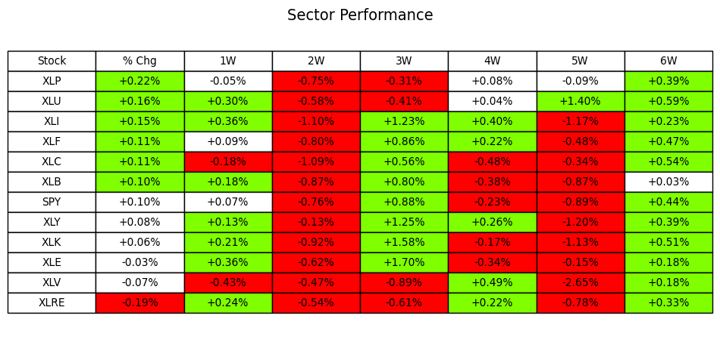 Sector Performance
Stock % Chg 1W 2W 3W 4W 5W 6W
XLP +0.22% -0.05% -0.75% -0.31% +0.08% -0.09% +0.39%
XLU +0.16% +0.30% -0.58% -0.41% +0.04% +1.40% +0.59%
XLI +0.15% +0.36% -1.10% +1.23% +0.40% -1.17% +0.23%
XLF +0.11% +0.09% -0.80% +0.86% +0.22% -0.48% +0.47%
XLC +0.11% -0.18% -1.09% +0.56% -0.48% -0.34% +0.54%
XLB +0.10% +0.18% -0.87% +0.80% -0.38% -0.87% +0.03%
SPY +0.10% +0.07% -0.76% +0.88% -0.23% -0.89% +0.44%
XLY +0.08% +0.13% -0.13% +1.25% +0.26% -1.20% +0.39%
XLK +0.06% +0.21% -0.92% +1.58% -0.17% -1.13% +0.51%
XLE -0.03% +0.36% -0.62% +1.70% -0.34% -0.15% +0.18%
XLV -0.07% -0.43% -0.47% -0.89% +0.49% -2.65% +0.18%
XLRE -0.19% +0.24% -0.54% -0.61% +0.22% -0.78% +0.33%